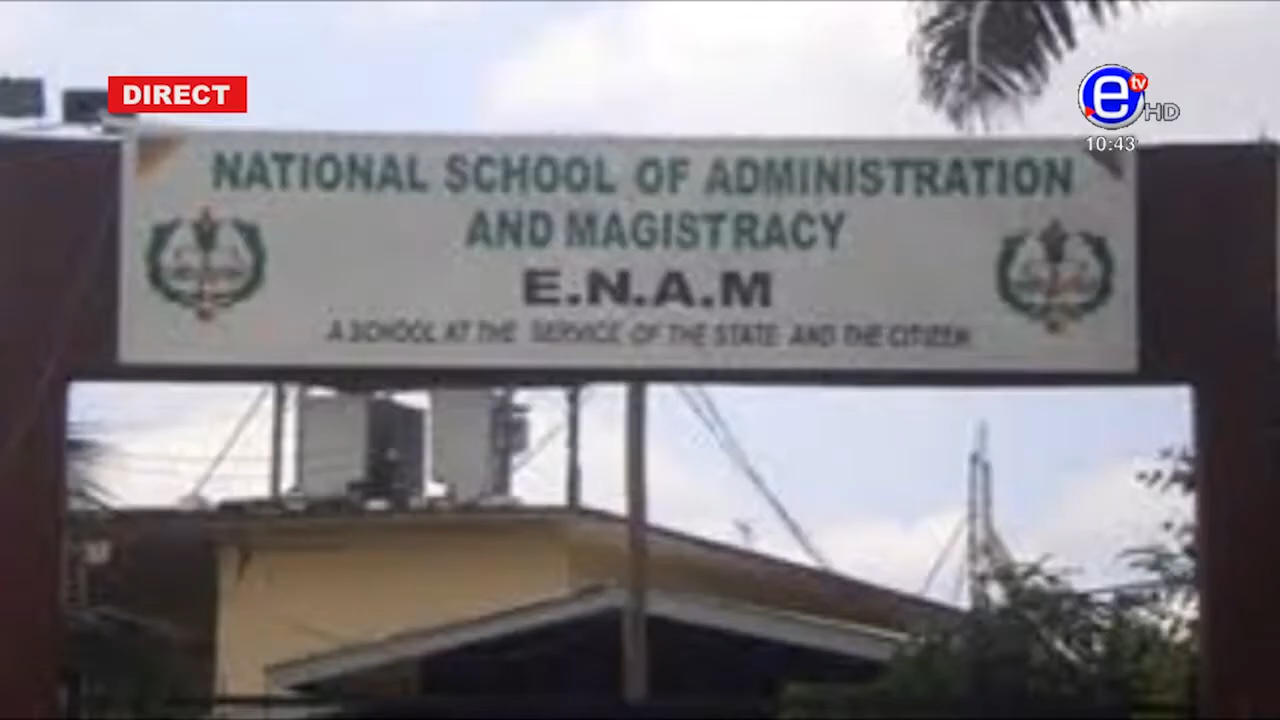 DIRECT
e tv HD
10:43
NATIONAL SCHOOL OF ADMINISTRATION
AND MAGISTRACY
E.N.A.M
A SCHOOL AT THE SERVICE OF THE STATE AND THE CITIZEN